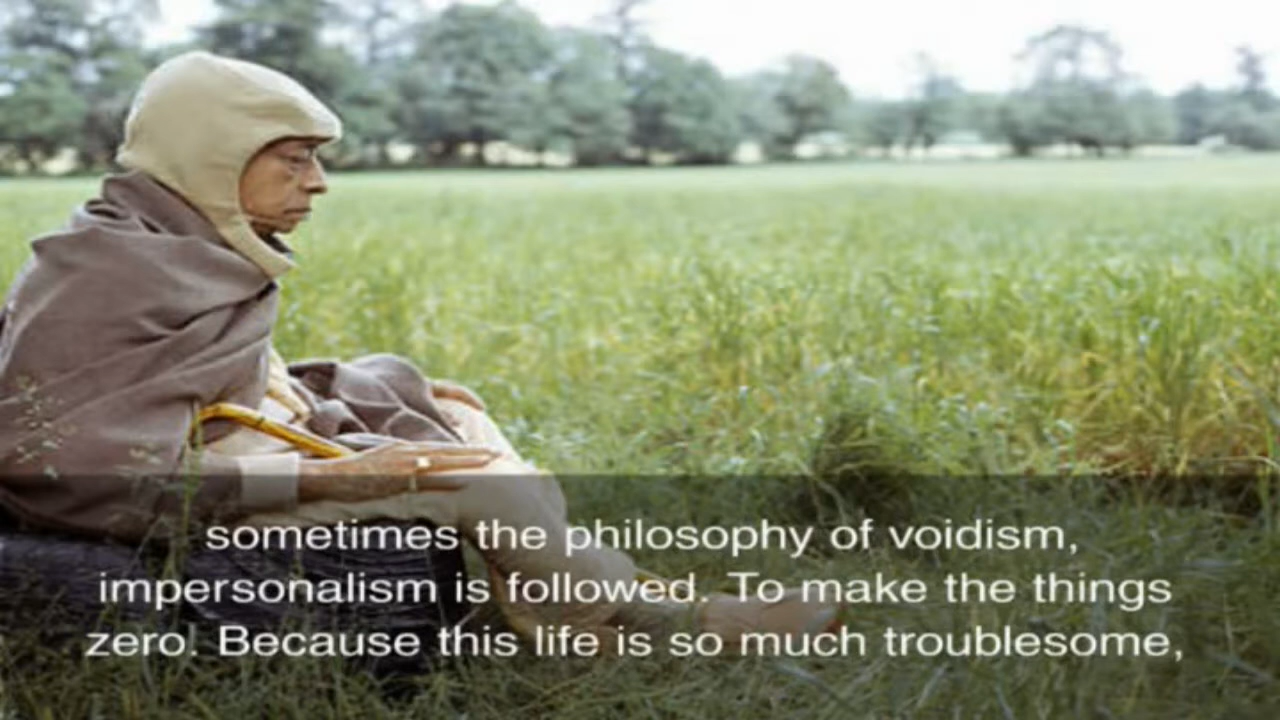 sometimes the philosophy of voidism,
impersonalism is followed. To make the things
zero. Because this life is so much troublesome,